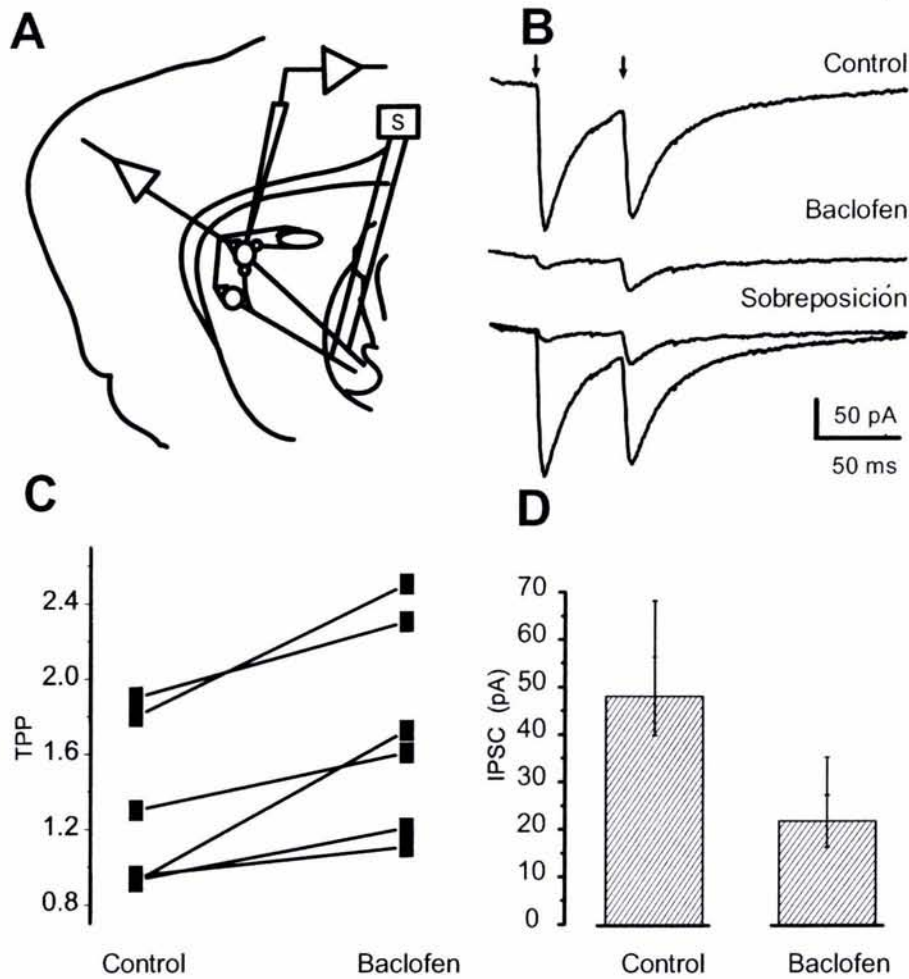 A
S
B
Control
Baclofen
Sobreposición
50 pA
50 ms
C
TPP
2.4
2.0
1.6
1.2
0.8
Control
Baclofen
D
IPSC (pA)
70
60
50
40
30
20
10
0
Control
Baclofen